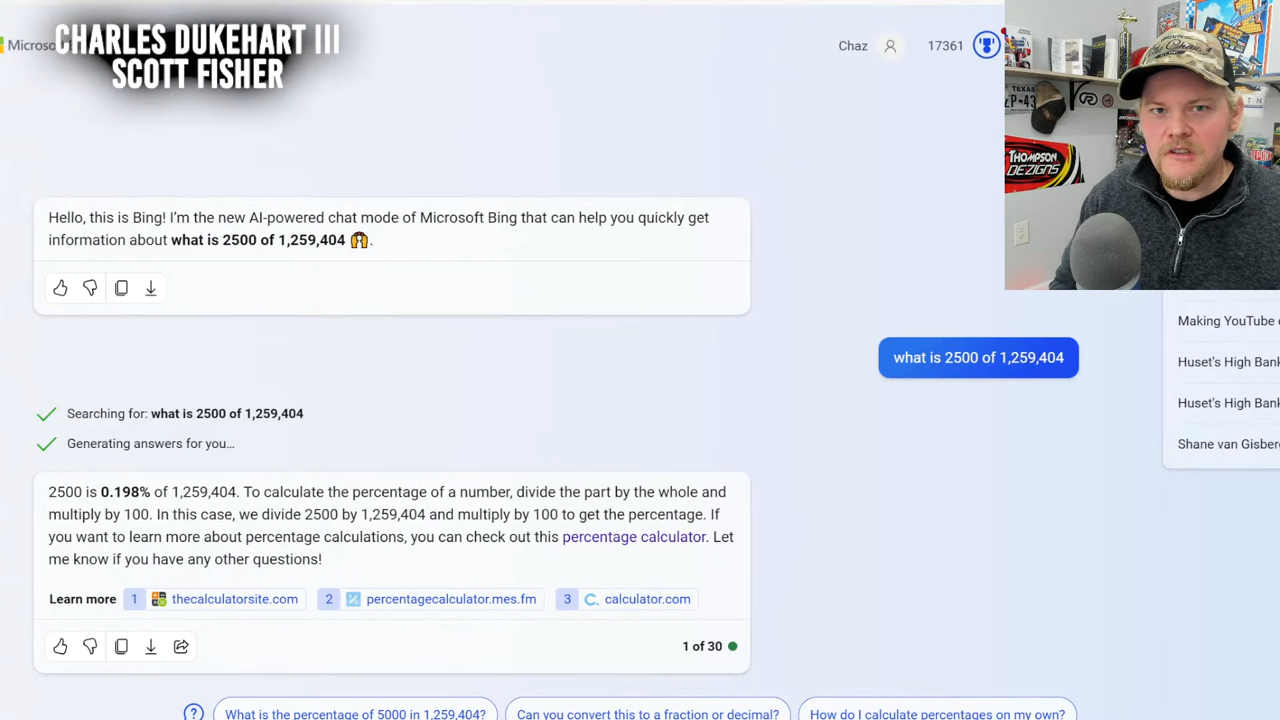 CHARLES DUKEHART III
SCOTT FISHER
Microso
Chaz
17361
Hello, this is Bing! I'm the new AI-powered chat mode of Microsoft Bing that can help you quickly get
information about what is 2500 of 1,259,404 🙌.
what is 2500 of 1,259,404
Searching for: what is 2500 of 1,259,404
Generating answers for you…
2500 is 0.198% of 1,259,404. To calculate the percentage of a number, divide the part by the whole and
multiply by 100. In this case, we divide 2500 by 1,259,404 and multiply by 100 to get the percentage. If
you want to learn more about percentage calculations, you can check out this percentage calculator. Let
me know if you have any other questions!
Learn more 1 thecalculatorsite.com 2 percentagecalculator.mes.fm 3 calculator.com
1 of 30
What is the percentage of 5000 in 1,259,404? Can you convert this to a fraction or decimal? How do I calculate percentages on my own?
Making YouTube
Huset's High Bank
Huset's High Bank
Shane van Gisberg
TEXAS
THOMPSON
DEZIGNS